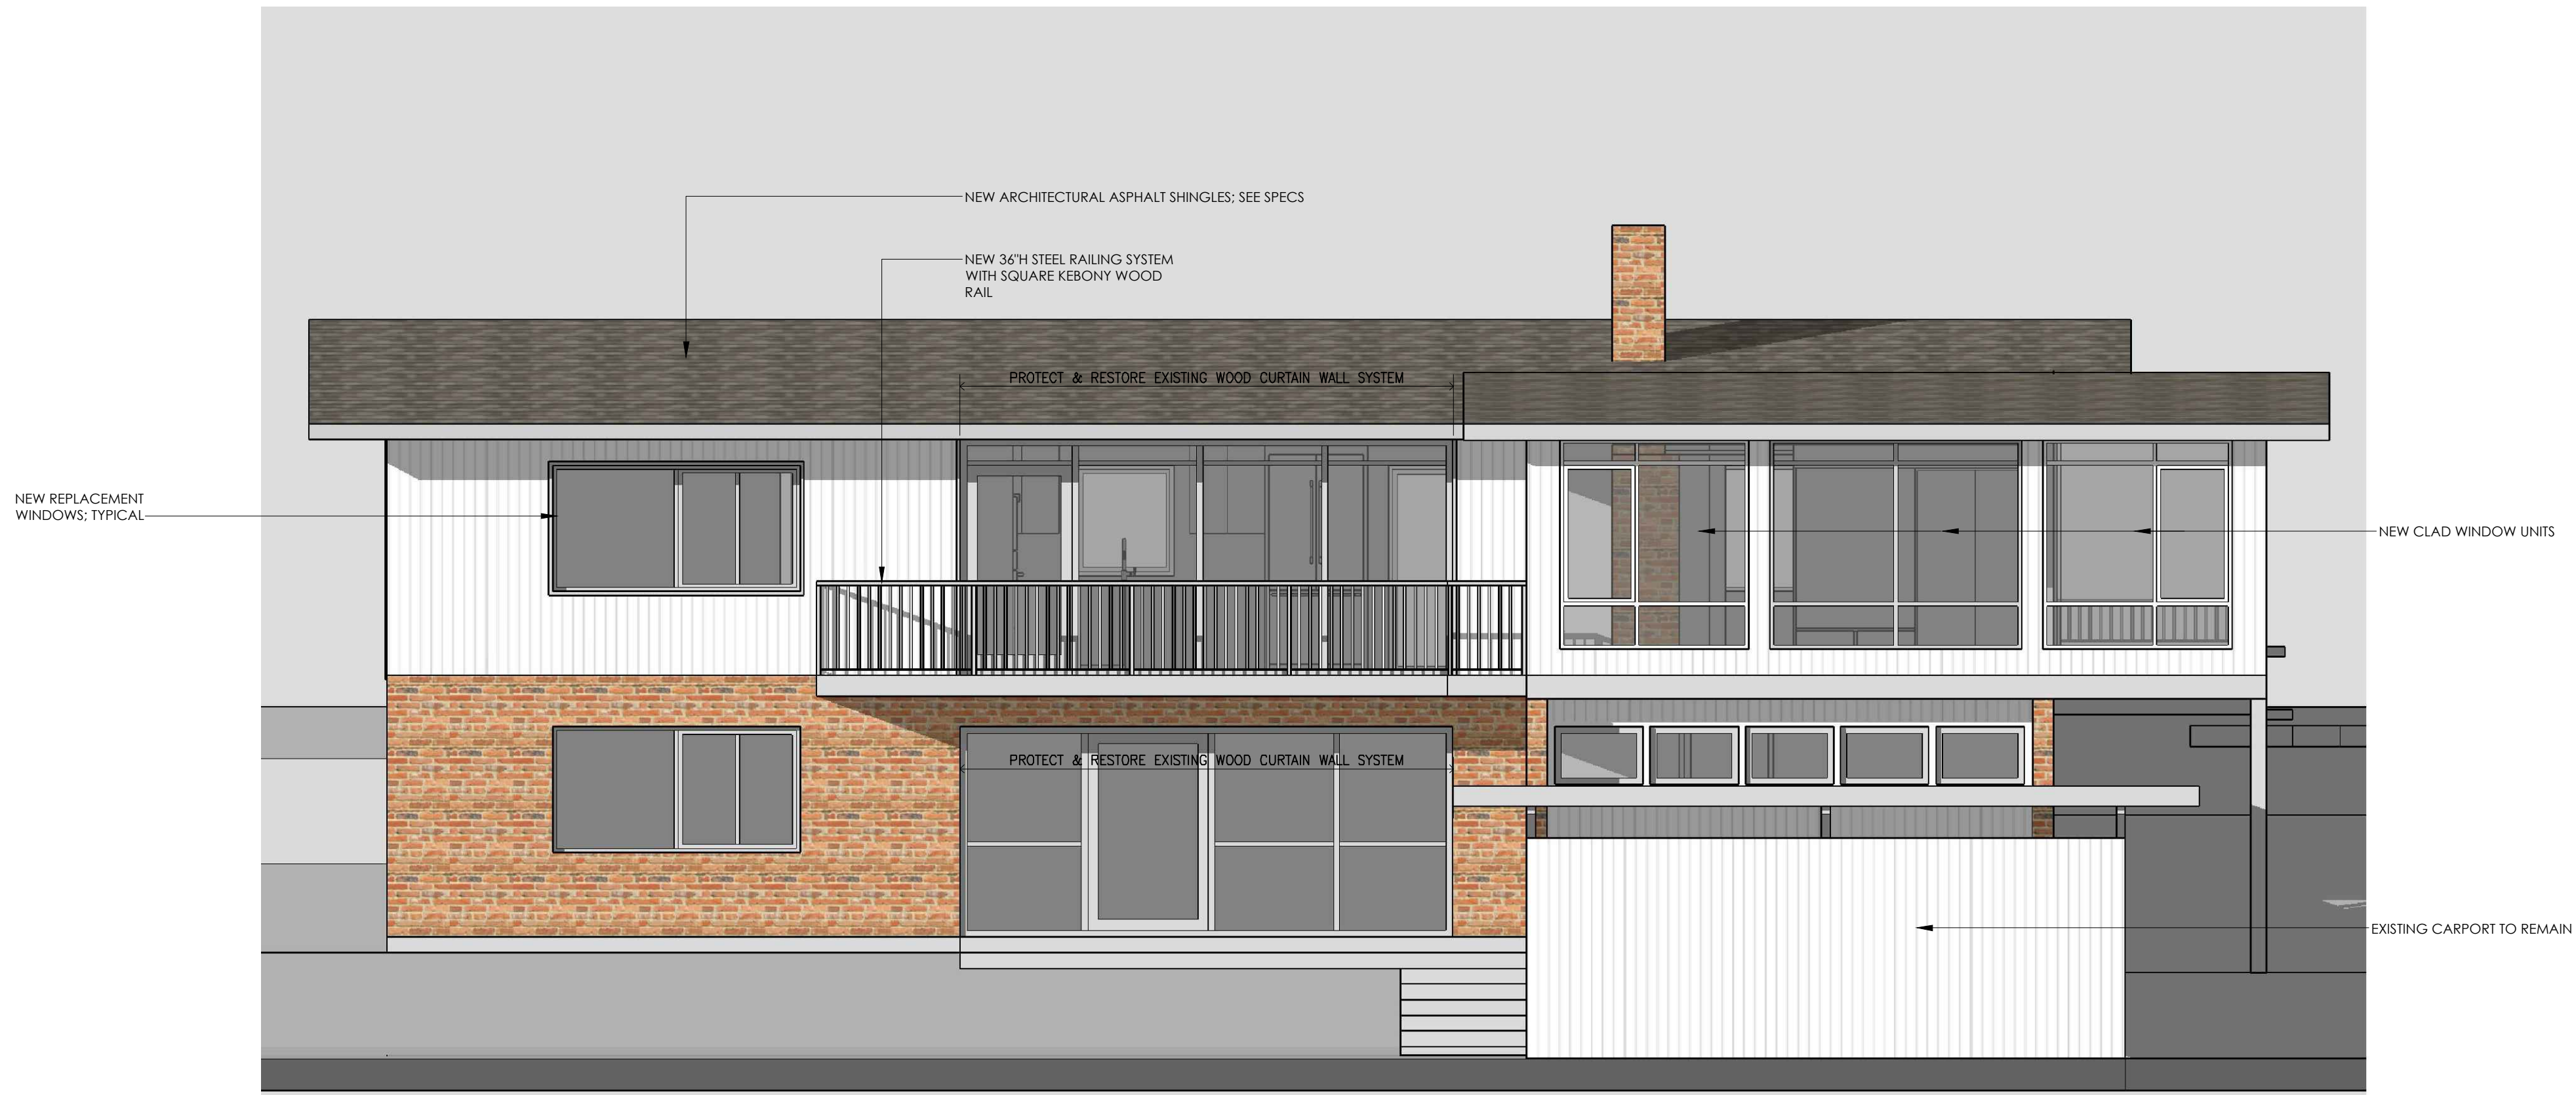 NEW ARCHITECTURAL ASPHALT SHINGLES; SEE SPECS
NEW 36"H STEEL RAILING SYSTEM
WITH SQUARE KEBONY WOOD
RAIL
PROTECT & RESTORE EXISTING WOOD CURTAIN WALL SYSTEM
NEW REPLACEMENT
WINDOWS; TYPICAL
NEW CLAD WINDOW UNITS
PROTECT & RESTORE EXISTING WOOD CURTAIN WALL SYSTEM
EXISTING CARPORT TO REMAIN